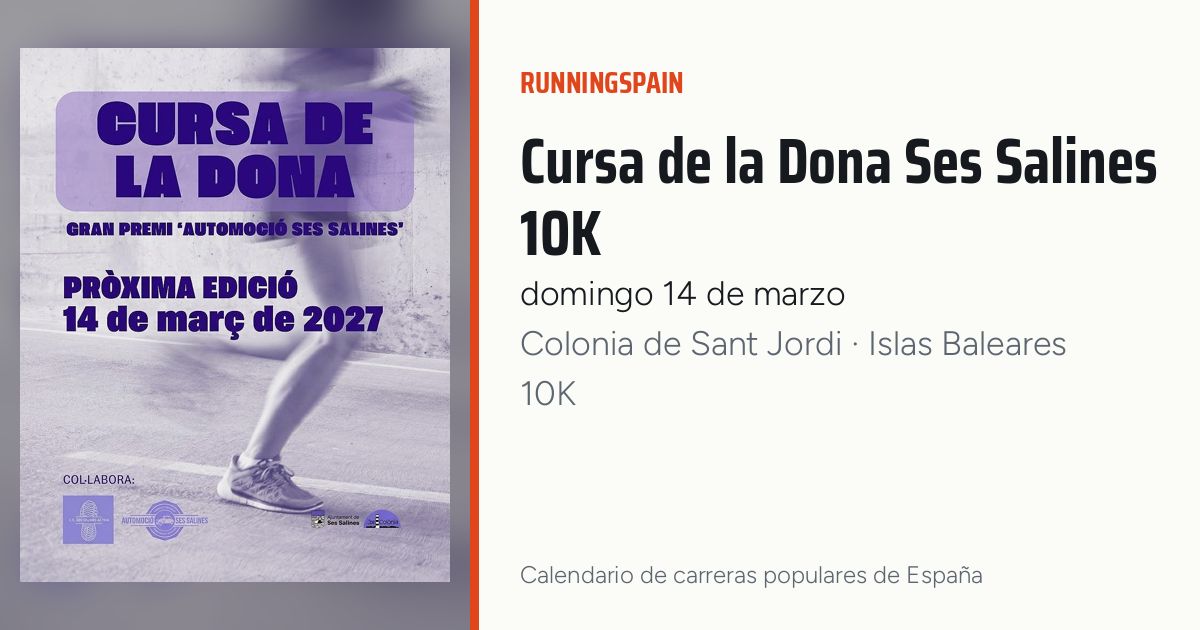 CURSA DE
LA DONA
GRAN PREMI ‘AUTOMOCIÓ SES SALINES’
PRÒXIMA EDICIÓ
14 de març de 2027
COL·LABORA:
AUTOMOCIÓ SES SALINES
Ajuntament de
Ses Salines
RUNNINGSPAIN
Cursa de la Dona Ses Salines
10K
domingo 14 de marzo
Colonia de Sant Jordi · Islas Baleares
10K
Calendario de carreras populares de España